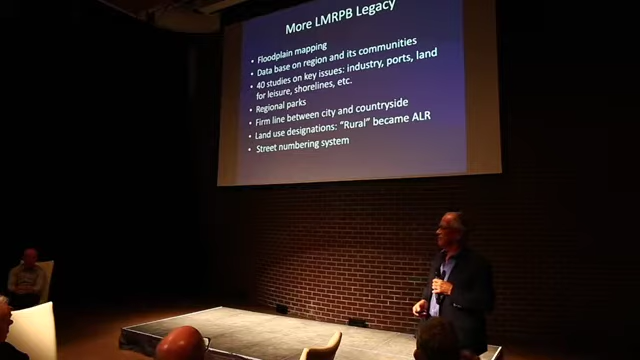 More LMRPB Legacy
• Floodplain mapping
• Data base on region and its communities
• 40 studies on key issues: industry, ports, land
for leisure, shorelines, etc.
• Regional parks
• Firm line between city and countryside
• Land use designations: “Rural” became ALR
• Street numbering system